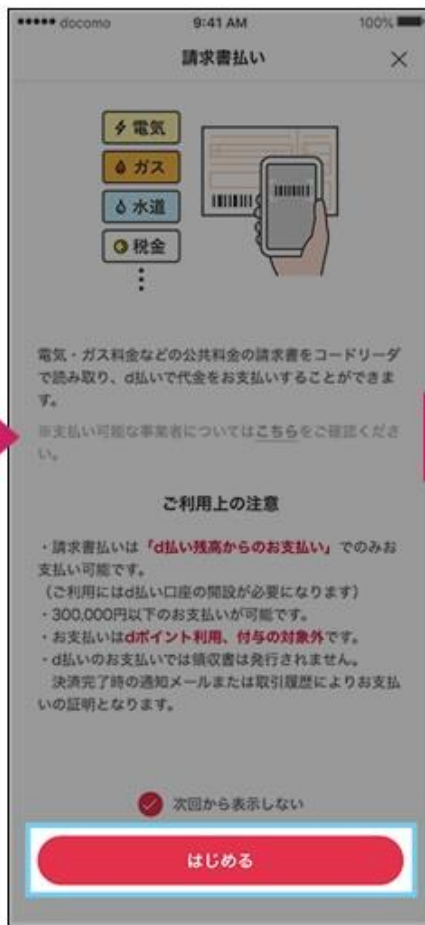 docomo 9:41 AM 100%
請求書払い
電気
ガス
水道
税金
電気・ガス料金などの公共料金の請求書をコードリーダ
で読み取り、d払いで代金をお支払いすることができま
す。
※支払い可能な事業者についてはこちらをご確認くださ
い。
ご利用上の注意
・請求書払いは「d払い残高からのお支払い」でのみお
支払い可能です。
（ご利用にはd払い口座の開設が必要になります）
・300,000円以下のお支払いが可能です。
・お支払いはdポイント利用、付与の対象外です。
・d払いのお支払いでは領収書は発行されません。
決済完了時の通知メールまたは取引履歴によりお支払
いの証明となります。
次回から表示しない
はじめる